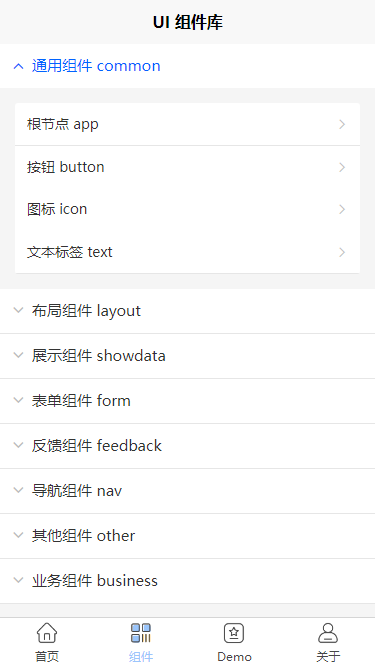 UI 组件库
通用组件 common
根节点 app
按钮 button
图标 icon
文本标签 text
布局组件 layout
展示组件 showdata
表单组件 form
反馈组件 feedback
导航组件 nav
其他组件 other
业务组件 business
首页 组件 Demo 关于